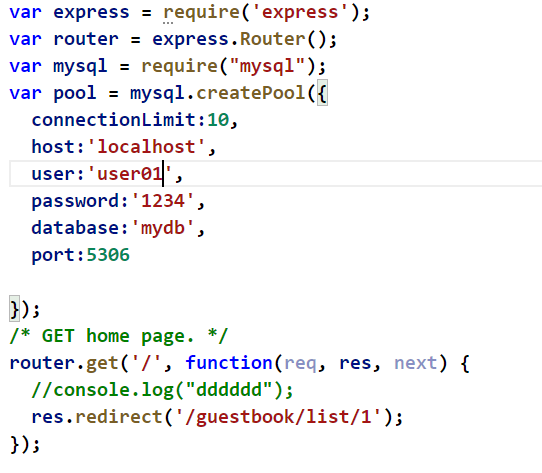 var express = require('express');
var router = express.Router();
var mysql = require("mysql");
var pool = mysql.createPool({
  connectionLimit:10,
  host:'localhost',
  user:'user01',
  password:'1234',
  database:'mydb',
  port:5306

});
/* GET home page. */
router.get('/', function(req, res, next) {
  //console.log("dddddd");
  res.redirect('/guestbook/list/1');
});